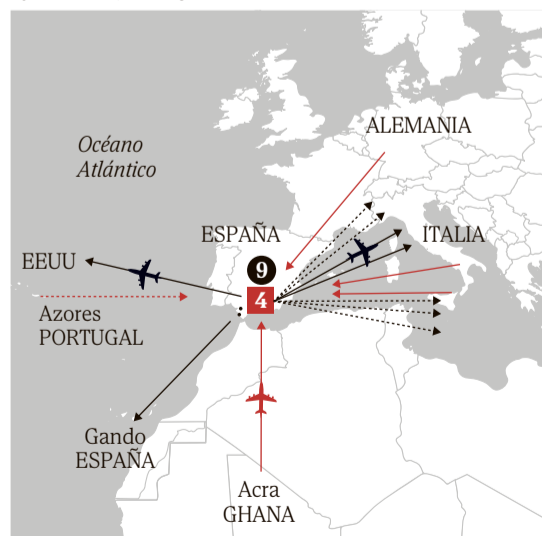 ALEMANIA
Océano
Atlántico
ESPAÑA
ITALIA
EEUU
9
4
Azores
PORTUGAL
Gando
ESPAÑA
Acra
GHANA